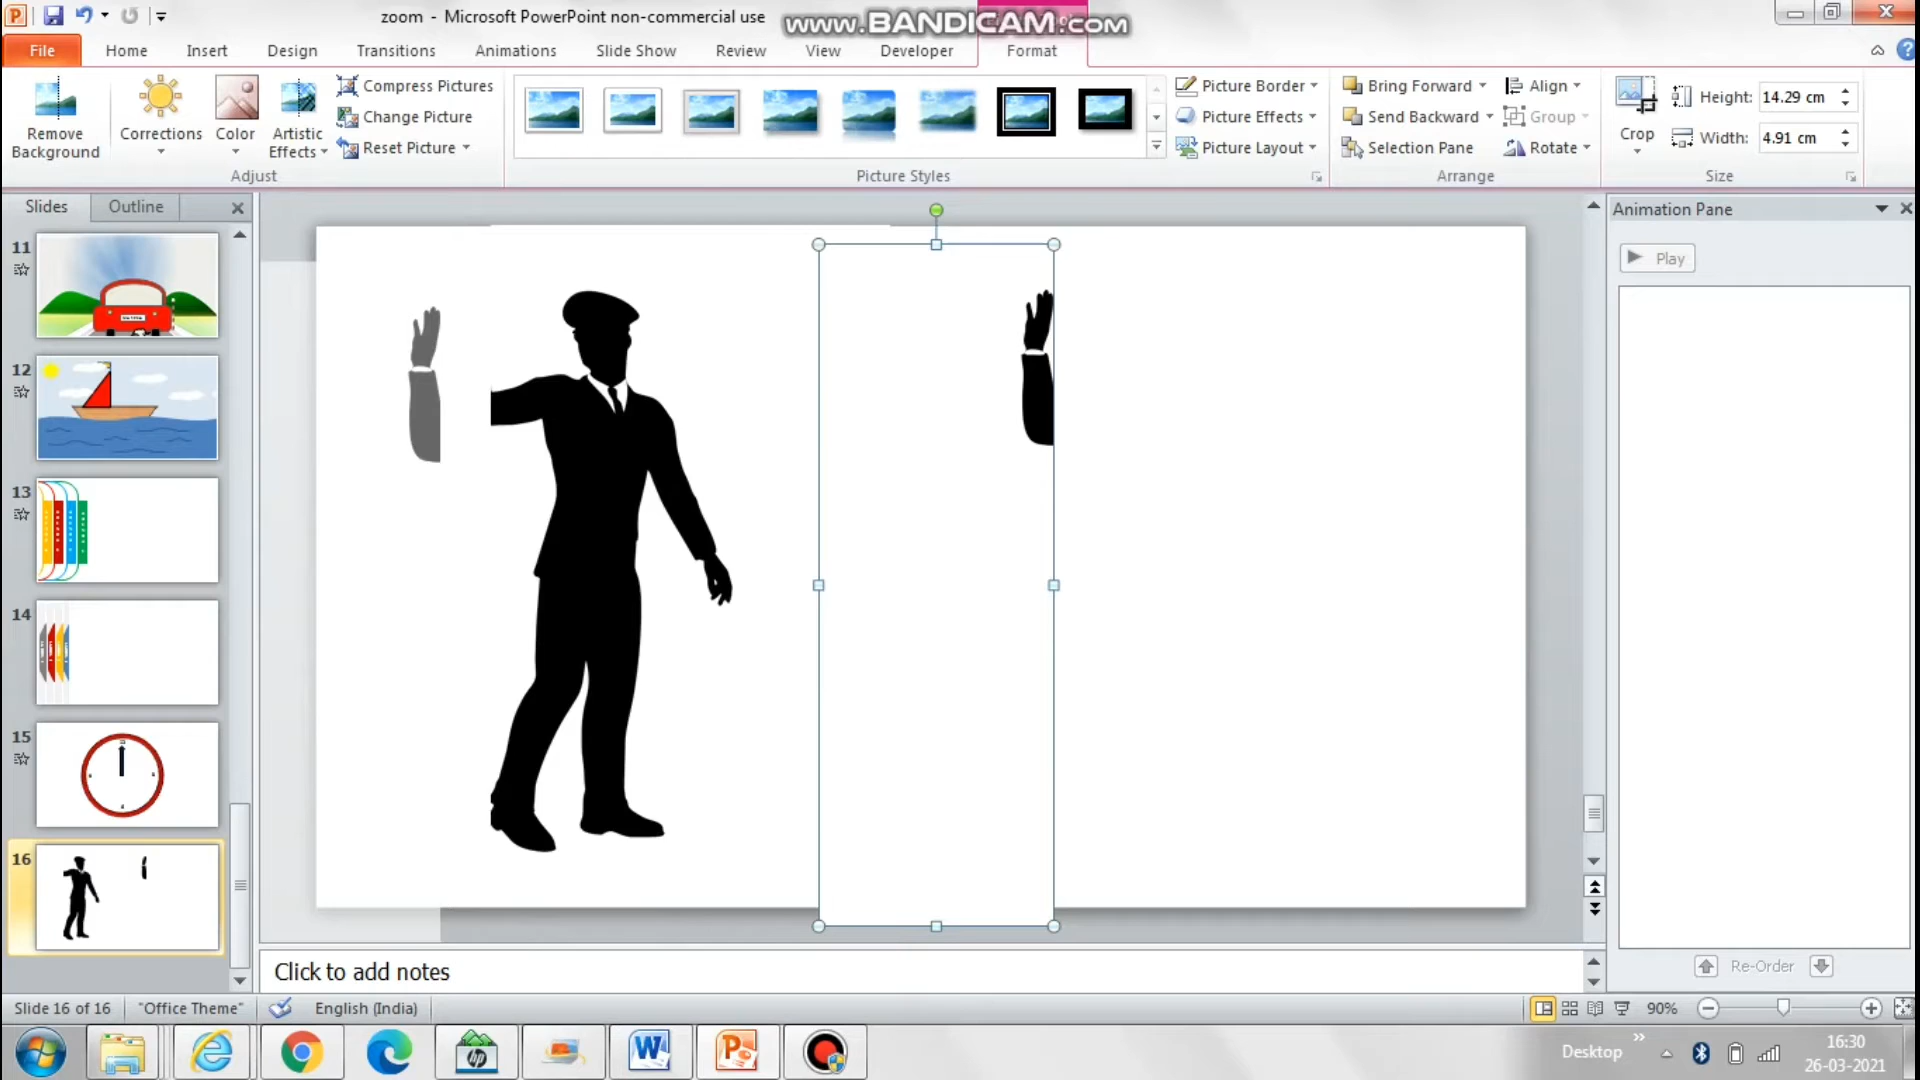 zoom - Microsoft PowerPoint non-commercial use
www.BANDICAM.com
File Home Insert Design Transitions Animations Slide Show Review View Developer Format
Remove Background
Corrections
Color
Artistic Effects
Compress Pictures
Change Picture
Reset Picture
Adjust
Picture Border
Picture Effects
Picture Layout
Picture Styles
Bring Forward
Send Backward
Selection Pane
Align
Group
Rotate
Arrange
Crop
Height: 14.29 cm
Width: 4.91 cm
Size
Slides Outline
11
12
13
14
15
16
Animation Pane
Play
Re-Order
Click to add notes
Slide 16 of 16 "Office Theme" English (India) 90%
hp
Desktop
16:30
26-03-2021